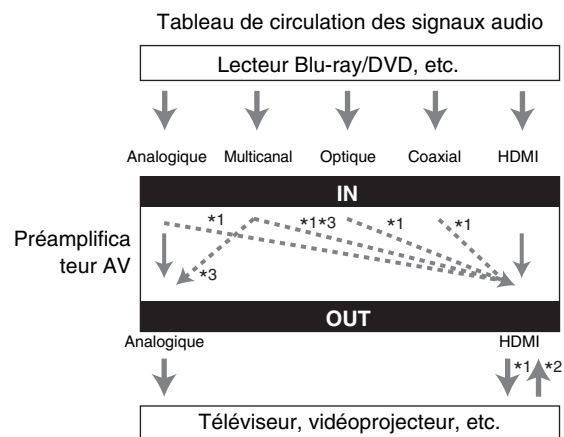 Tableau de circulation des signaux audio
Lecteur Blu-ray/DVD, etc.
Analogique Multicanal Optique Coaxial HDMI
IN
*1 *1*3 *1 *1
Préamplifica
teur AV
*3
OUT
Analogique HDMI
*1 *2
Téléviseur, vidéoprojecteur, etc.